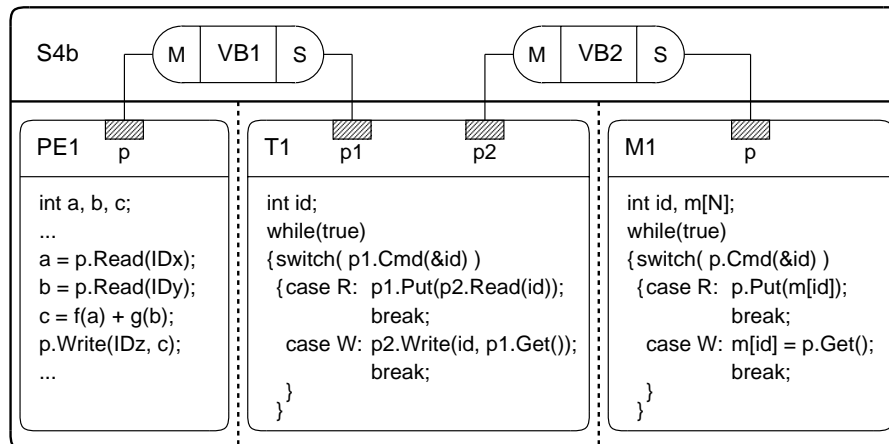 S4b
M VB1 S
M VB2 S
PE1
p
int a, b, c;
...
a = p.Read(IDx);
b = p.Read(IDy);
c = f(a) + g(b);
p.Write(IDz, c);
...
T1
p1
p2
int id;
while(true)
{switch( p1.Cmd(&id) )
{case R: p1.Put(p2.Read(id));
break;
case W: p2.Write(id, p1.Get());
break;
}
}
M1
p
int id, m[N];
while(true)
{switch( p.Cmd(&id) )
{case R: p.Put(m[id]);
break;
case W: m[id] = p.Get();
break;
}
}